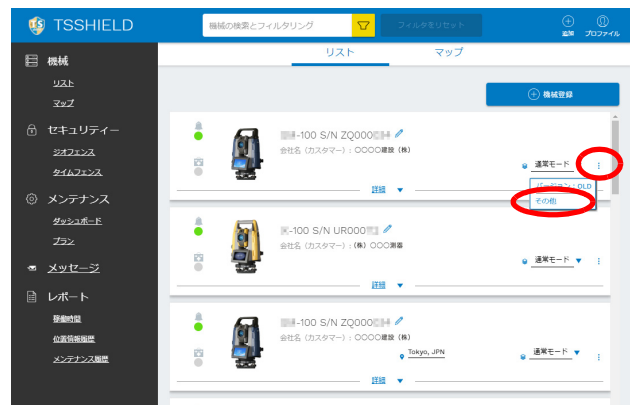 TSSHIELD
機械の検索とフィルタリング
フィルタをリセット
追加
プロファイル
リスト
マップ
機械
リスト
マップ
セキュリティー
ジオフェンス
タイムフェンス
メンテナンス
ダッシュボード
プラン
メッセージ
レポート
稼働時間
位置情報履歴
メンテナンス履歴
機械登録
-100 S/N ZQ000
会社名（カスタマー）: 〇〇〇〇建設（株）
通常モード
バージョン : OLD
その他
詳細 ▼
-100 S/N UR000
会社名（カスタマー）: （株）〇〇〇測器
通常モード ▼
詳細 ▼
-100 S/N ZQ000
会社名（カスタマー）: 〇〇〇〇建設（株）
Tokyo, JPN
通常モード ▼
詳細 ▼